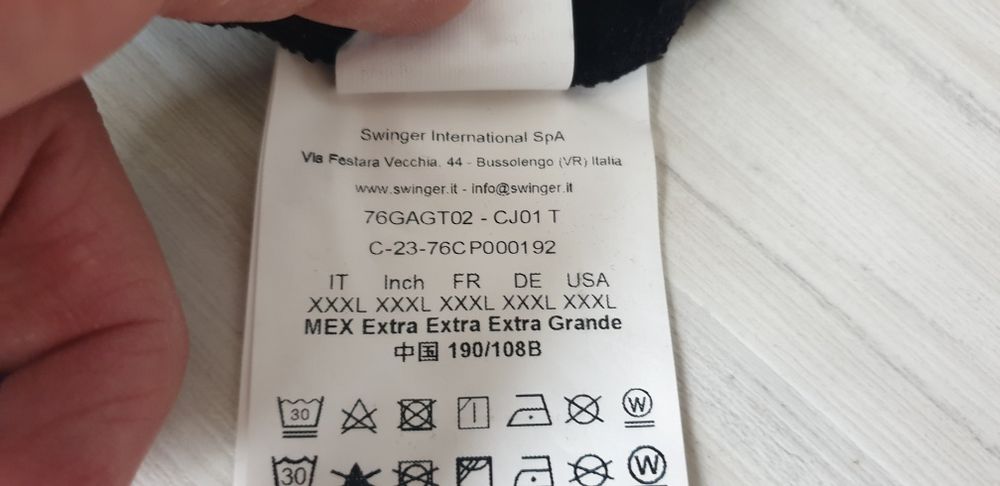 Swinger International SpA
Via Festara Vecchia. 44 - Bussolengo (VR) Italia
www.swinger.it - info@swinger.it
76GAGT02 - CJ01 T
C-23-76CP000192
IT Inch FR DE USA
XXXL XXXL XXXL XXXL XXXL
MEX Extra Extra Extra Grande
中国 190/108B
30 W
30 W